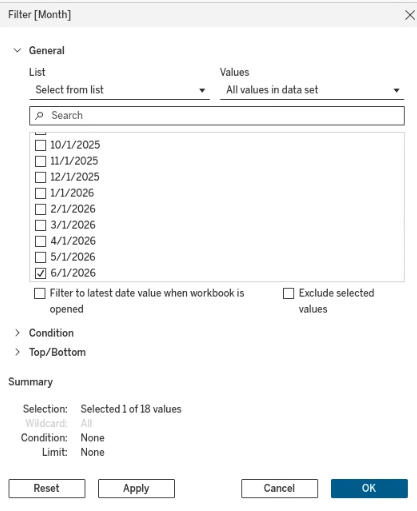 Filter [Month]
General
List Values
Select from list All values in data set
Search
10/1/2025
11/1/2025
12/1/2025
1/1/2026
2/1/2026
3/1/2026
4/1/2026
5/1/2026
6/1/2026
Filter to latest date value when workbook is Exclude selected
opened values
Condition
Top/Bottom
Summary
Selection: Selected 1 of 18 values
Wildcard: All
Condition: None
Limit: None
Reset Apply Cancel OK